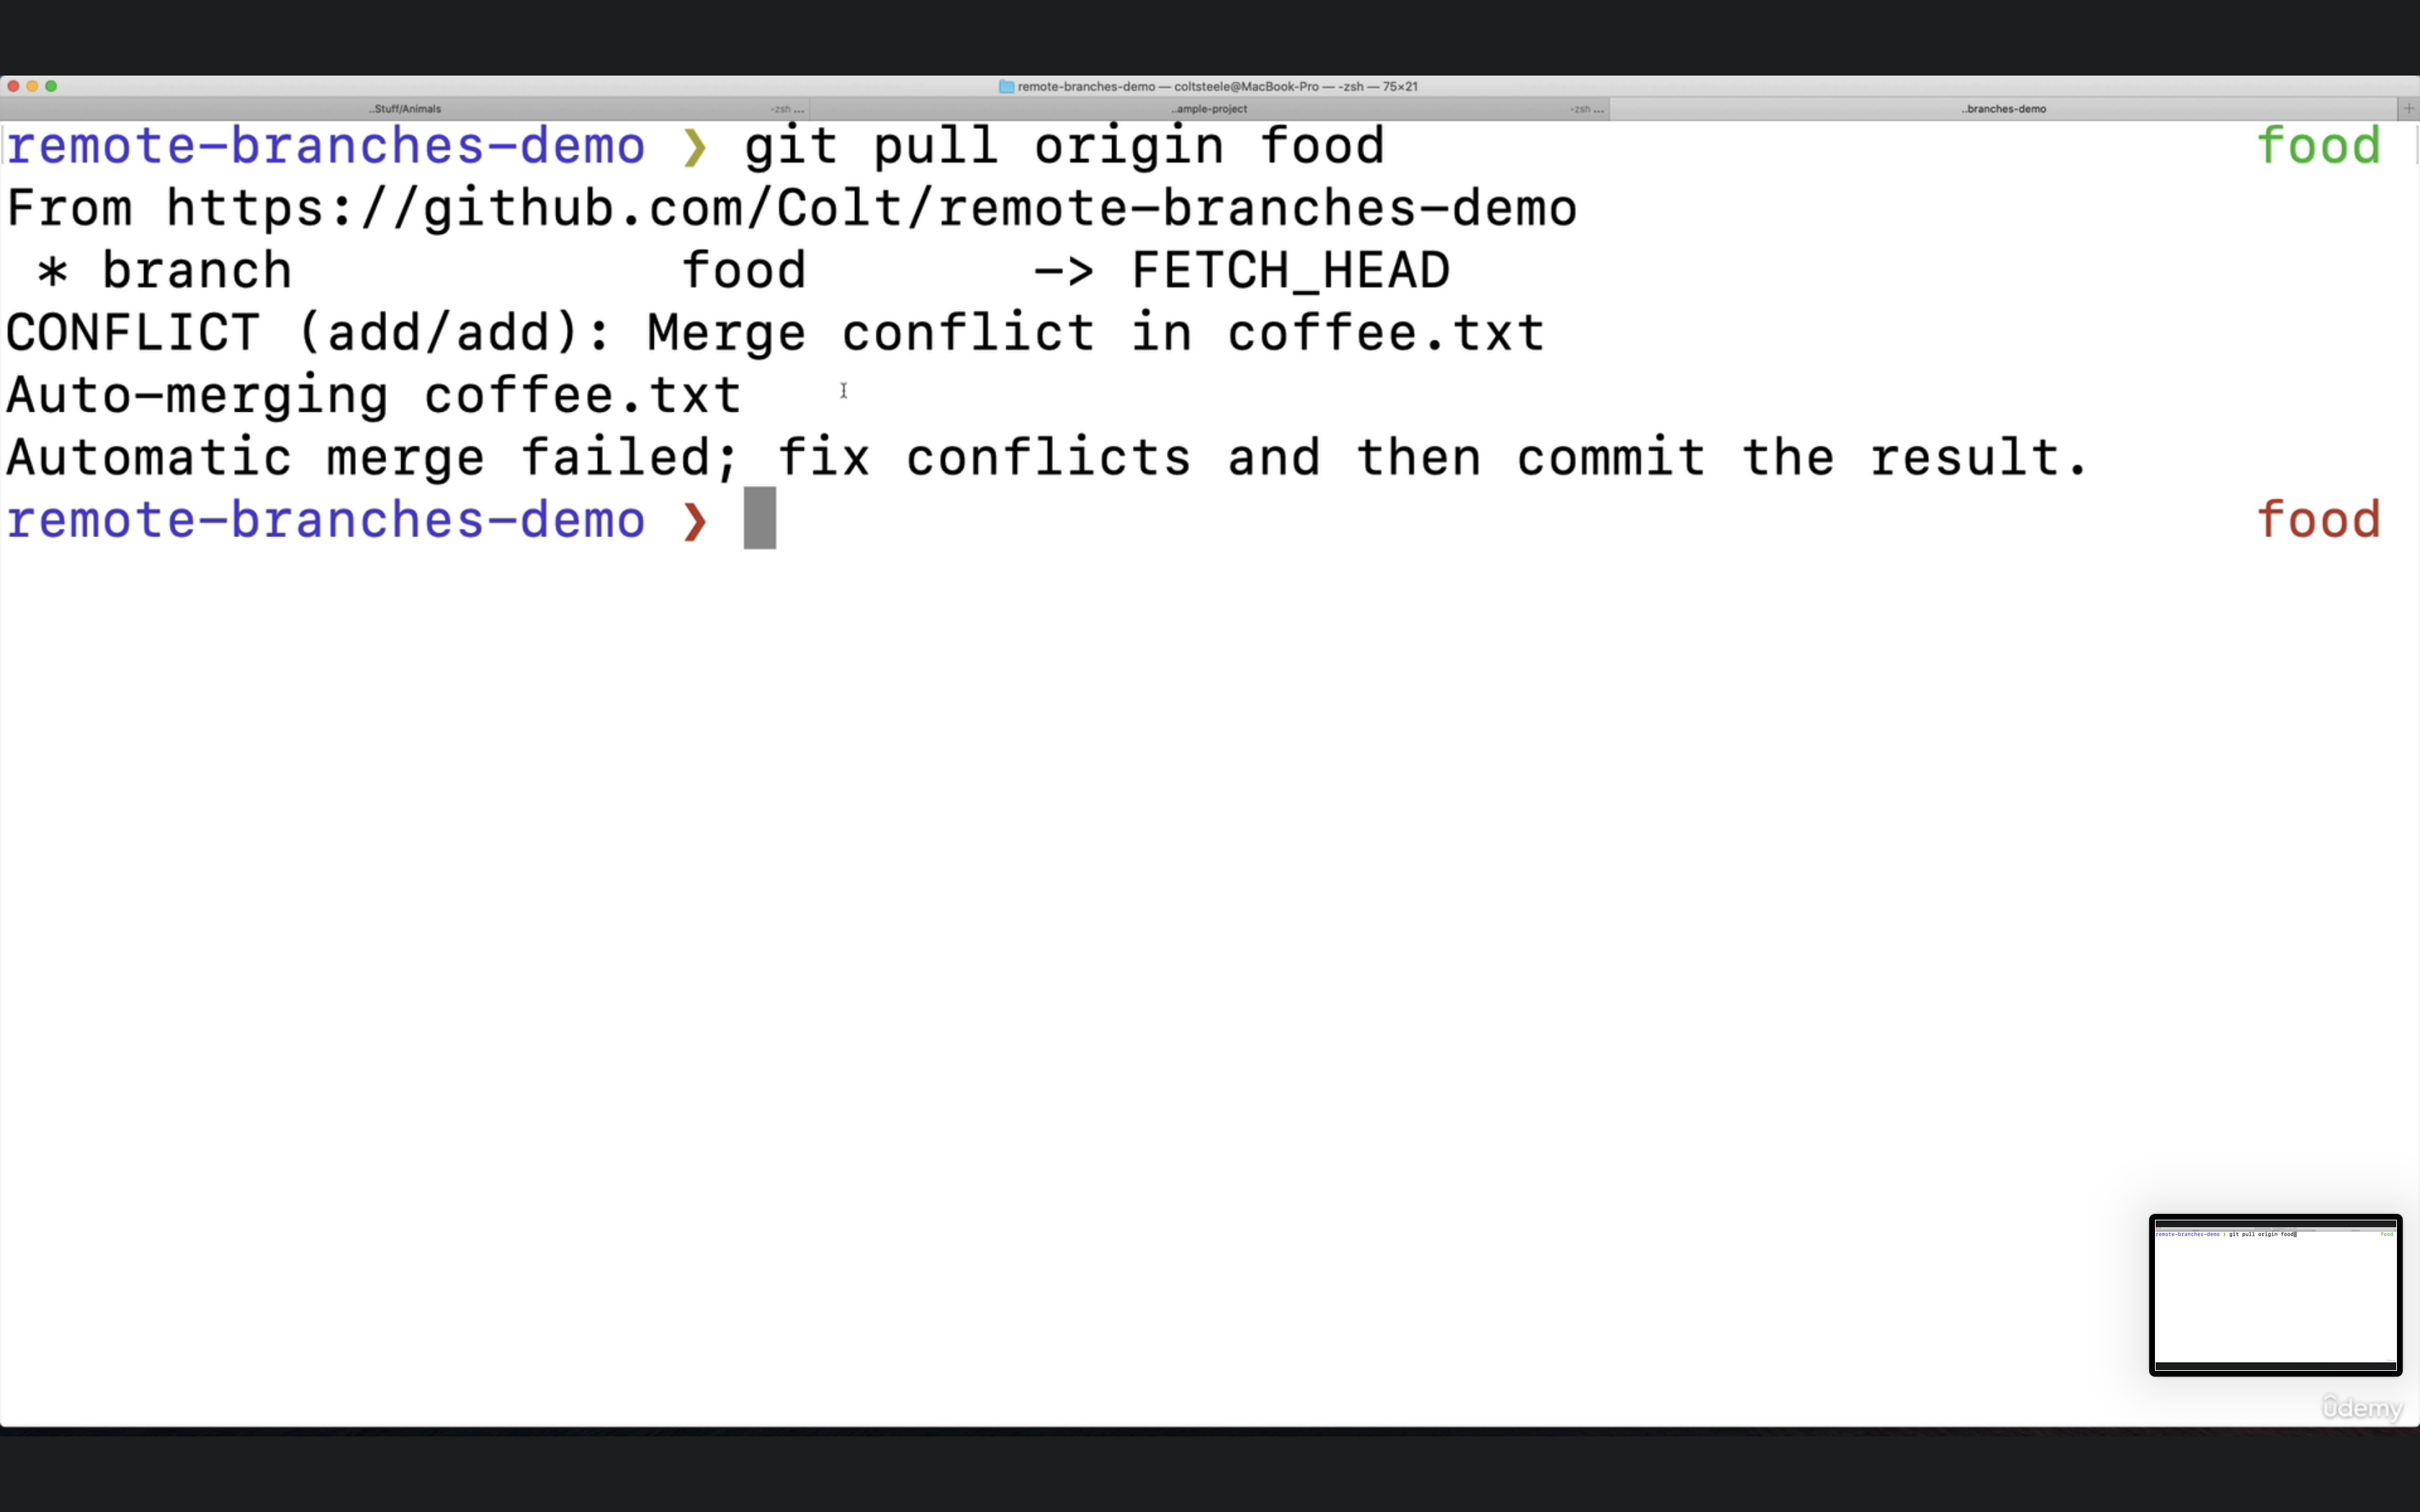 remote-branches-demo — coltsteele@MacBook-Pro — -zsh — 75×21
..Stuff/Animals -zsh ... ..ample-project -zsh ... ..branches-demo +
remote-branches-demo ❯ git pull origin food food
From https://github.com/Colt/remote-branches-demo
* branch food -> FETCH_HEAD
CONFLICT (add/add): Merge conflict in coffee.txt
Auto-merging coffee.txt
Automatic merge failed; fix conflicts and then commit the result.
remote-branches-demo ❯ food
remote-branches-demo ❯ git pull origin food food
ûdemy